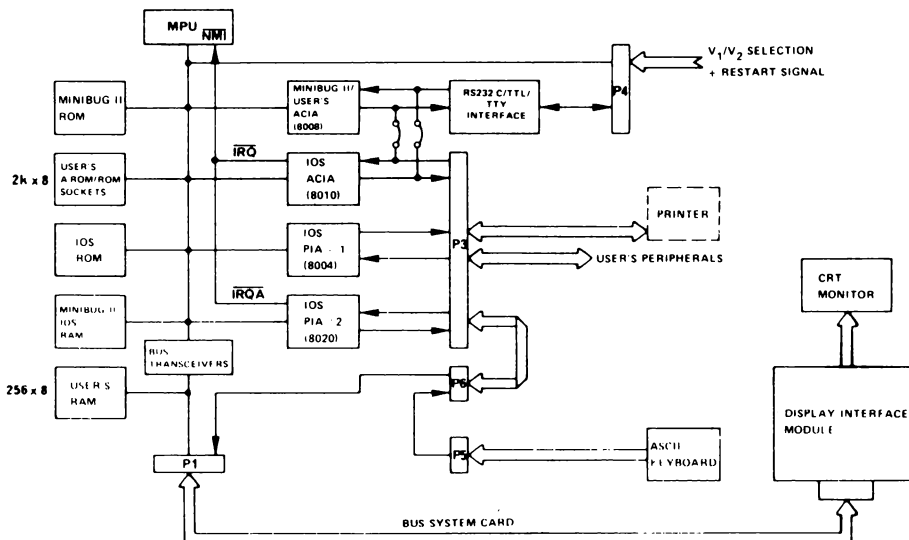 MPU
NMI
V1/V2 SELECTION
+ RESTART SIGNAL
P4
MINIBUG II
ROM
MINIBUG II/
USER'S
ACIA
(8008)
RS232 C/TTL/
TTY
INTERFACE
2k x 8
USER'S
A ROM/ROM
SOCKETS
IRQ
IOS
ACIA
(8010)
P3
PRINTER
IOS
ROM
IOS
PIA - 1
(8004)
USER'S PERIPHERALS
MINIBUG II
IOS
RAM
IRQA
IOS
PIA - 2
(8020)
CRT
MONITOR
BUS
TRANSCEIVERS
256 x 8
USER'S
RAM
P6
DISPLAY INTERFACE
MODULE
P1
P5
ASCII
KEYBOARD
BUS SYSTEM CARD